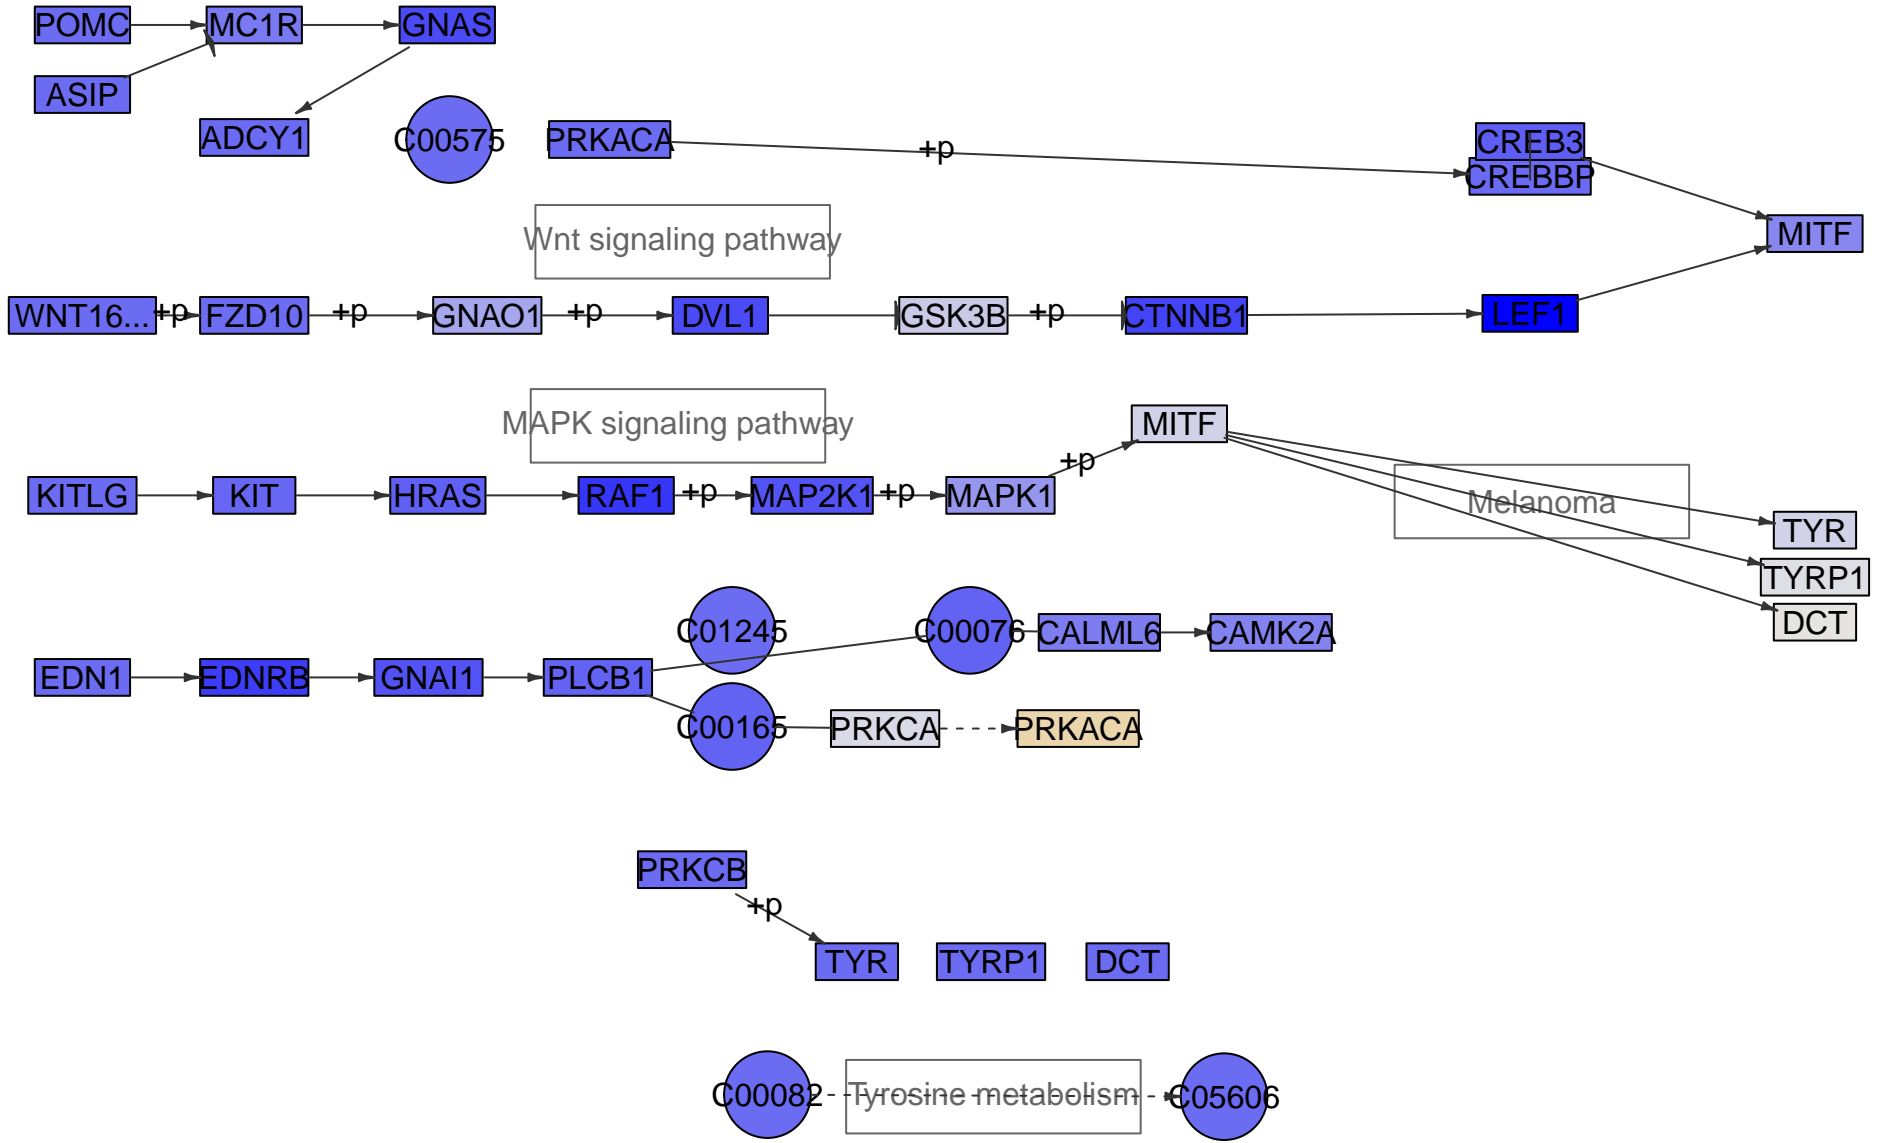 POMC
MC1R
GNAS
ASIP
ADCY1
C00575
PRKACA
+p
CREB3
CREBBP
Wnt signaling pathway
MITF
WNT16...
+p
FZD10
+p
GNAO1
+p
DVL1
GSK3B
+p
CTNNB1
LEF1
MAPK signaling pathway
MITF
+p
KITLG
KIT
HRAS
RAF1
+p
MAP2K1
+p
MAPK1
Melanoma
TYR
TYRP1
DCT
C01245
C00076
CALML6
CAMK2A
EDN1
EDNRB
GNAI1
PLCB1
C00165
PRKCA
PRKACA
PRKCB
+p
TYR
TYRP1
DCT
C00082
Tyrosine metabolism
C05606